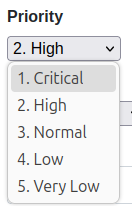 Priority
2. High
1. Critical
2. High
3. Normal
4. Low
5. Very Low